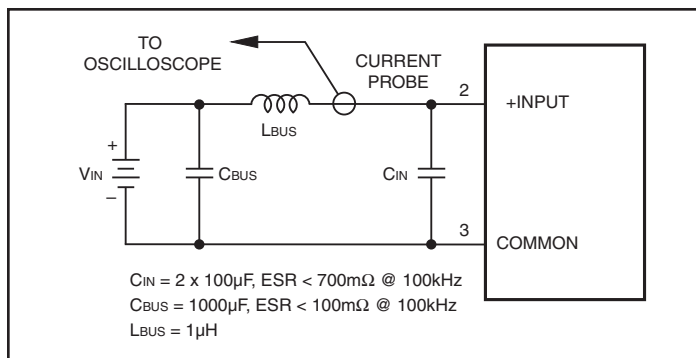 TO
OSCILLOSCOPE
CURRENT
PROBE
2
+INPUT
LBUS
+
VIN
–
CBUS
CIN
3
COMMON
CIN = 2 x 100µF, ESR < 700mΩ @ 100kHz
CBUS = 1000µF, ESR < 100mΩ @ 100kHz
LBUS = 1µH